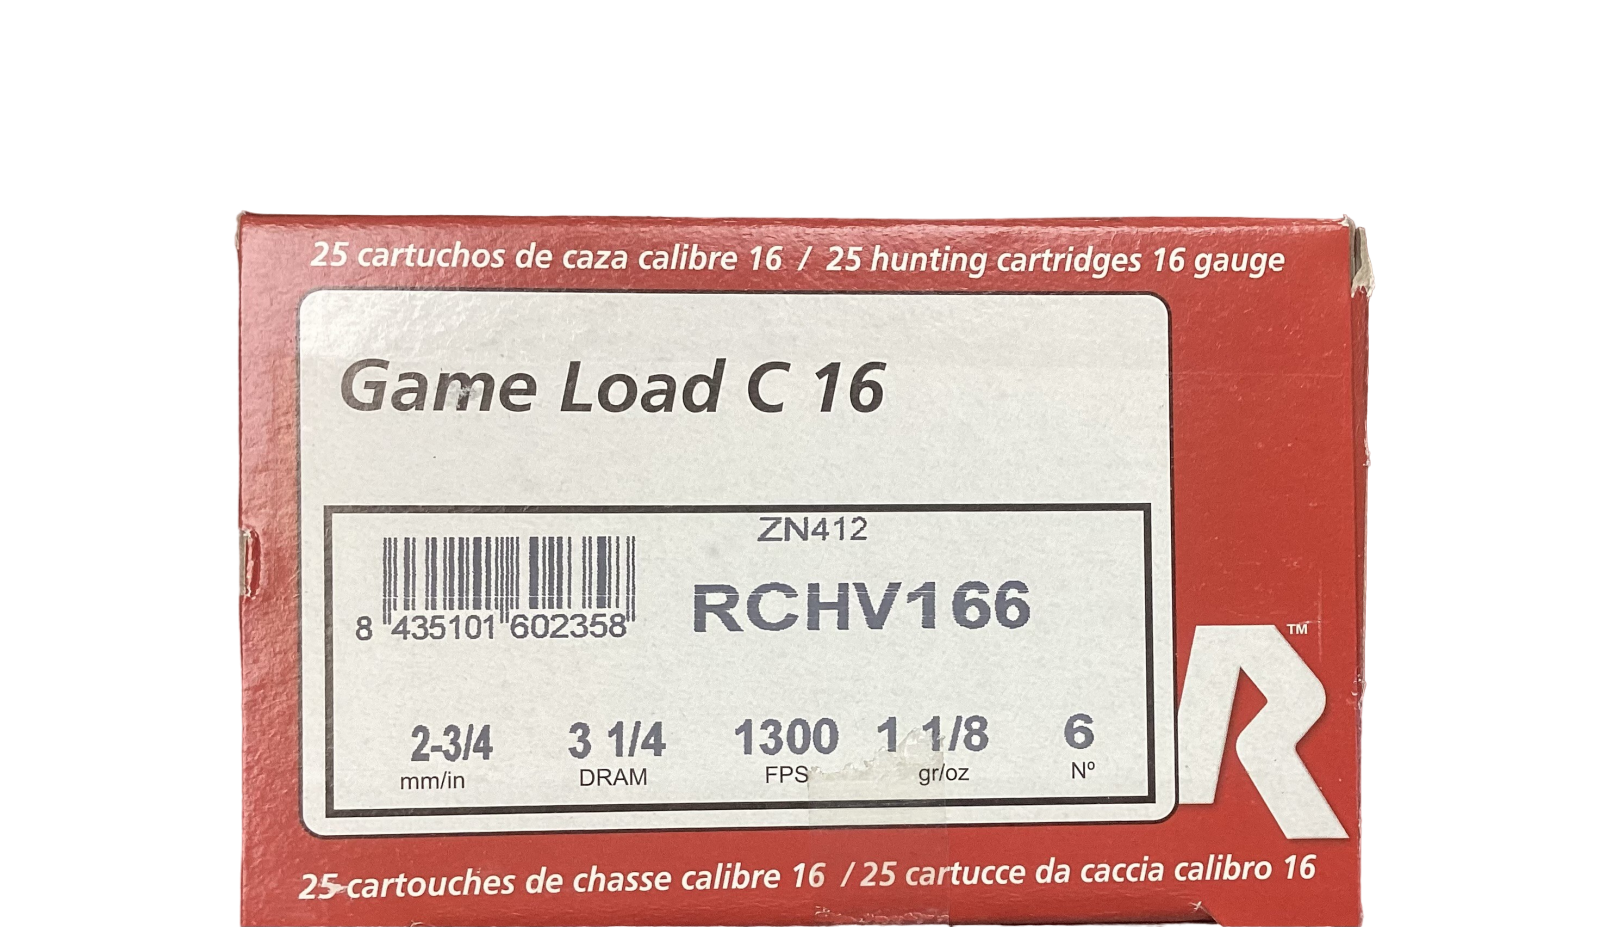 25 cartuchos de caza calibre 16 / 25 hunting cartridges 16 gauge
Game Load C 16
ZN412
RCHV166
8 435101 602358
2-3/4 3 1/4 1300 1 1/8 6
mm/in DRAM FPS gr/oz Nº
R™
25 cartouches de chasse calibre 16 / 25 cartucce da caccia calibro 16